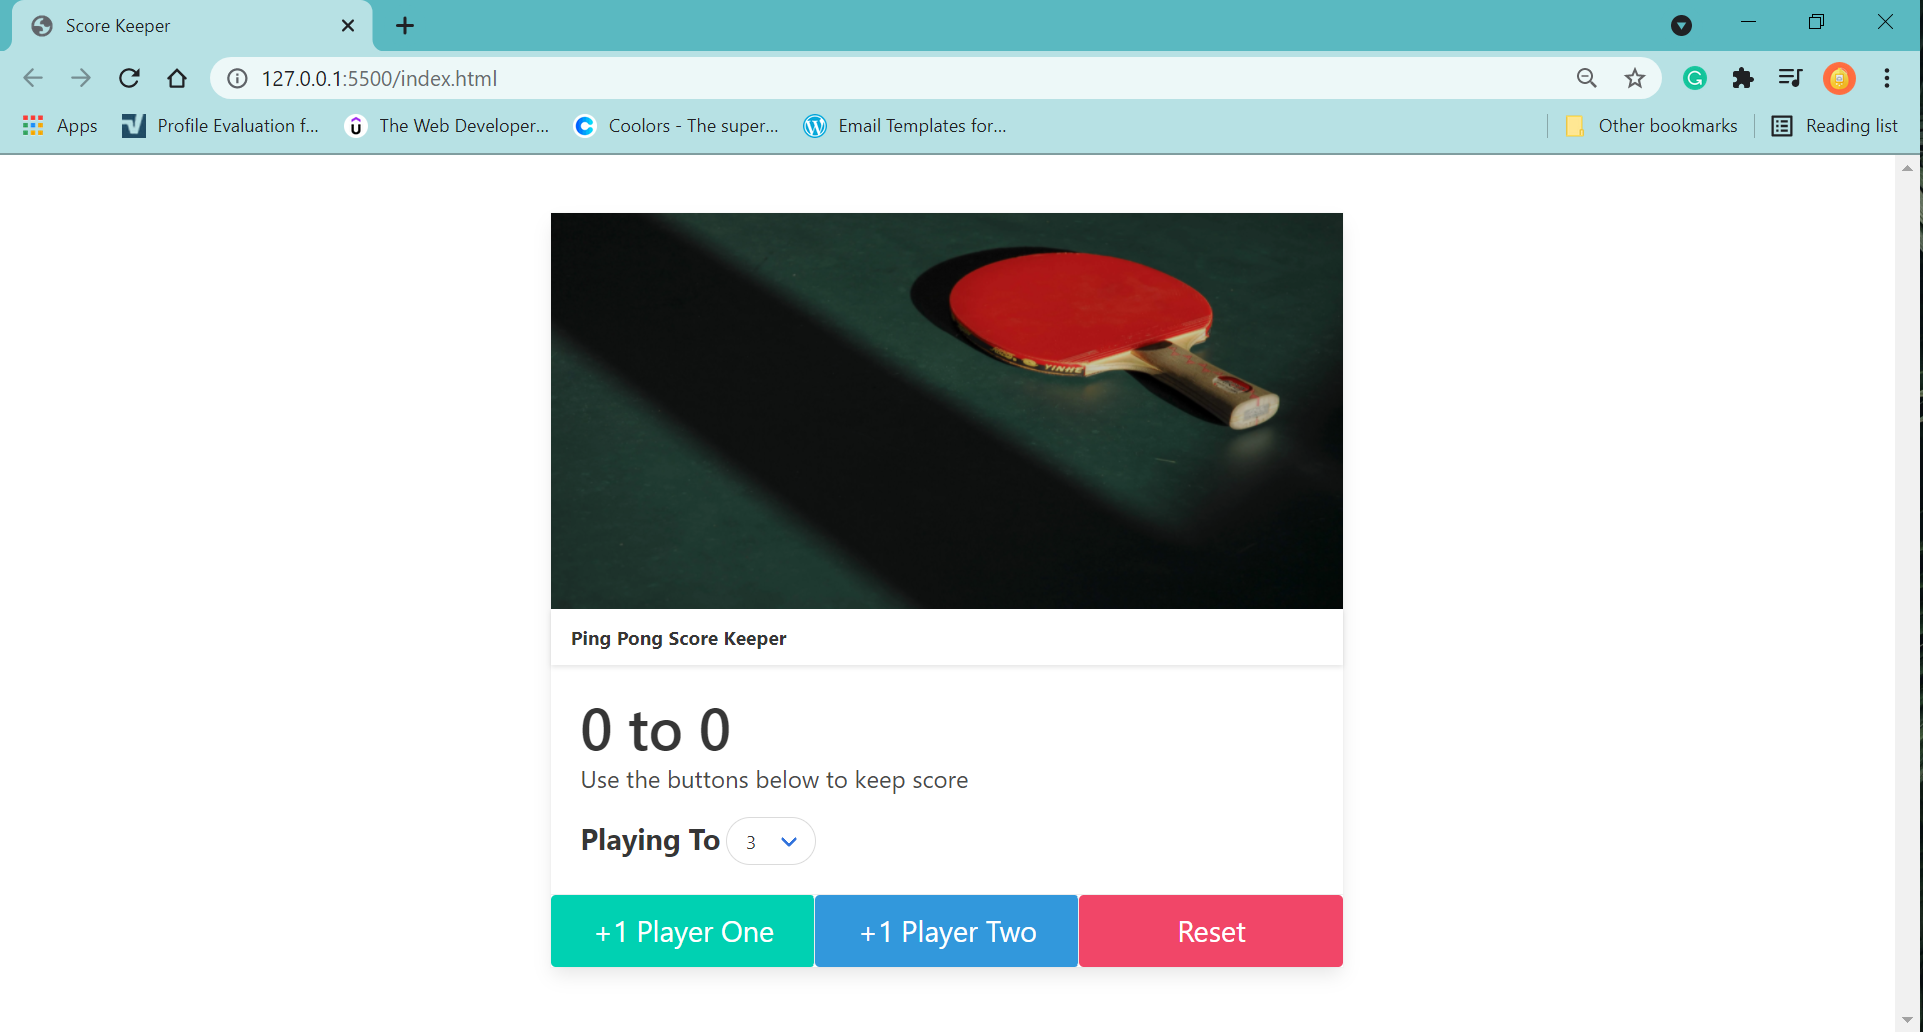 Score Keeper
127.0.0.1:5500/index.html
Apps Profile Evaluation f... The Web Developer... Coolors - The super... Email Templates for... Other bookmarks Reading list
YINHE
Ping Pong Score Keeper
0 to 0
Use the buttons below to keep score
Playing To 3
+1 Player One +1 Player Two Reset